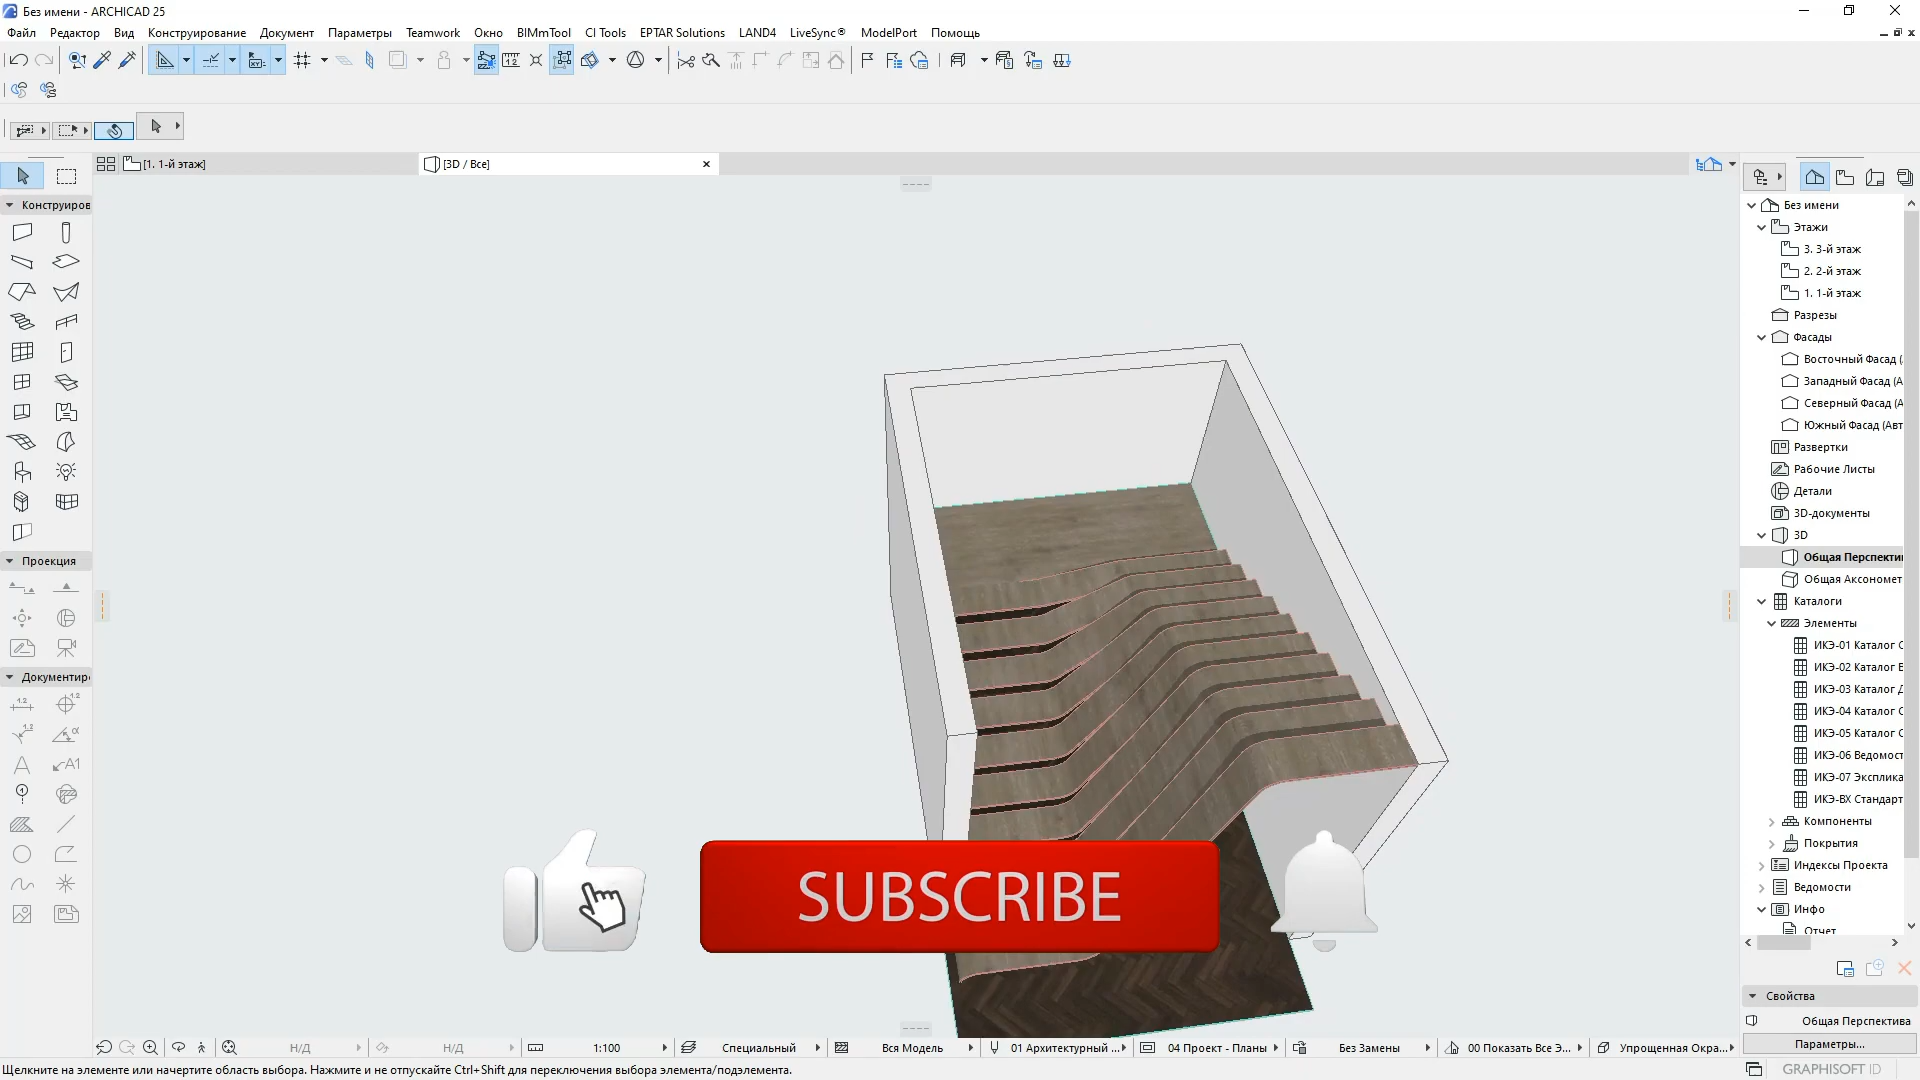 Без имени - ARCHICAD 25
Файл Редактор Вид Конструирование Документ Параметры Teamwork Окно BIMmTool CI Tools EPTAR Solutions LAND4 LiveSync® ModelPort Помощь
[1. 1-й этаж]
[3D / Все]
Конструиров
Проекция
Документир
Без имени
Этажи
3. 3-й этаж
2. 2-й этаж
1. 1-й этаж
Разрезы
Фасады
Восточный Фасад (
Западный Фасад (А
Северный Фасад (А
Южный Фасад (Авт
Развертки
Рабочие Листы
Детали
3D-документы
3D
Общая Перспекти
Общая Аксономет
Каталоги
Элементы
ИКЭ-01 Каталог С
ИКЭ-02 Каталог Е
ИКЭ-03 Каталог Д
ИКЭ-04 Каталог С
ИКЭ-05 Каталог С
ИКЭ-06 Ведомост
ИКЭ-07 Эксплика
ИКЭ-ВХ Стандарт
Компоненты
Покрытия
Индексы Проекта
Ведомости
Инфо
Отчет
Свойства
Общая Перспектива
Параметры...
SUBSCRIBE
Н/Д Н/Д 1:100 Специальный Вся Модель 01 Архитектурный ... 04 Проект - Планы Без Замены 00 Показать Все Э... Упрощенная Окра...
Щелкните на элементе или начертите область выбора. Нажмите и не отпускайте Ctrl+Shift для переключения выбора элемента/подэлемента.
GRAPHISOFT ID